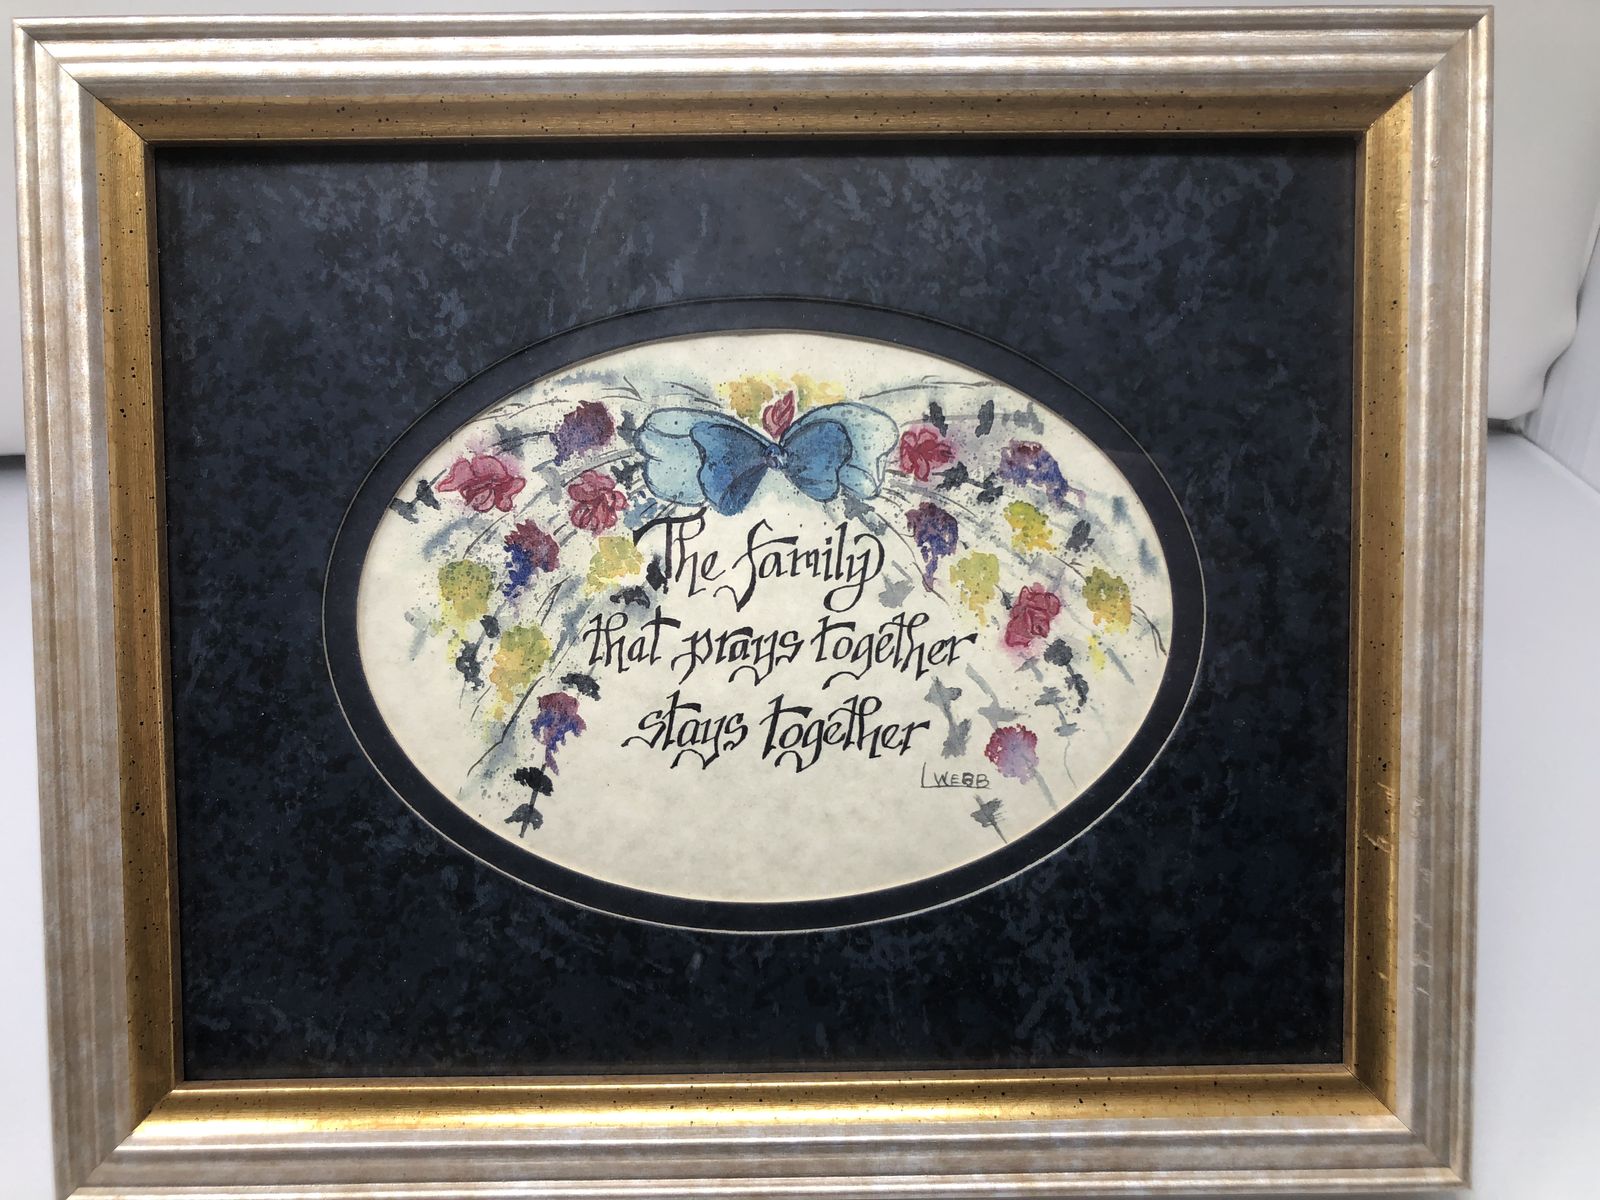 The family
that prays together
stays together
L WEBB